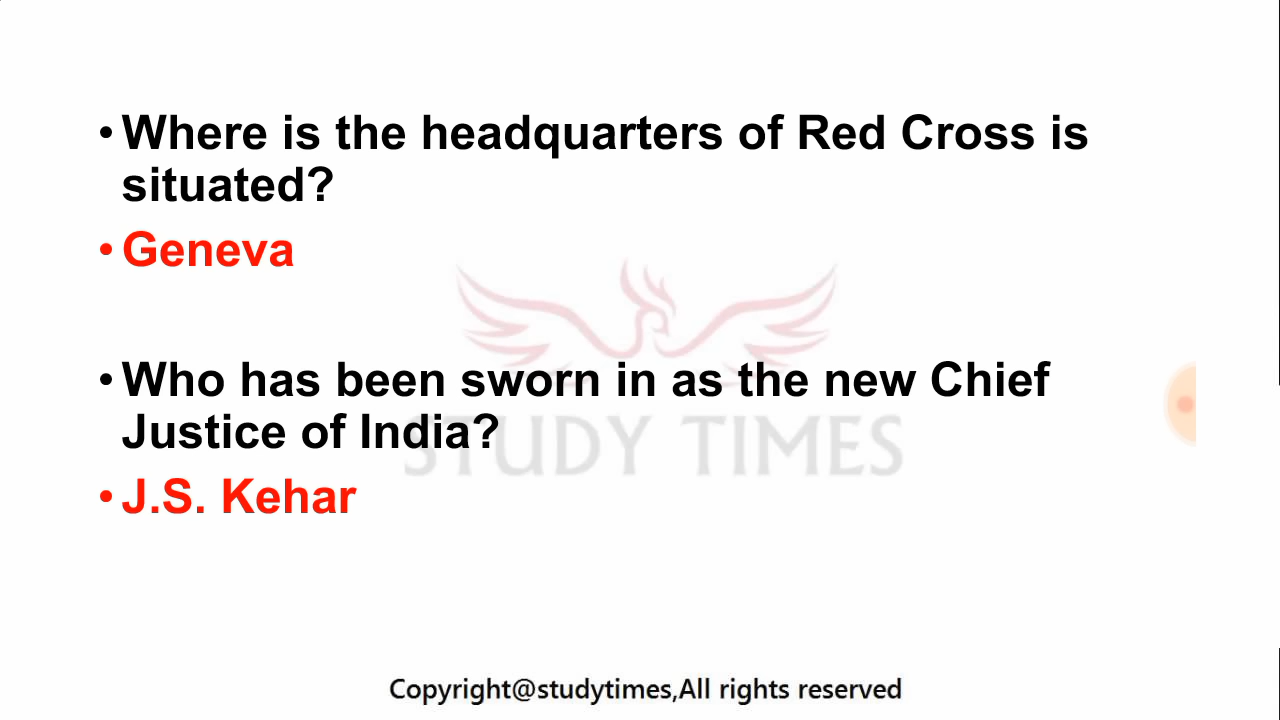 • Where is the headquarters of Red Cross is
situated?
• Geneva
• Who has been sworn in as the new Chief
Justice of India?
STUDY TIMES
• J.S. Kehar
Copyright@studytimes,All rights reserved